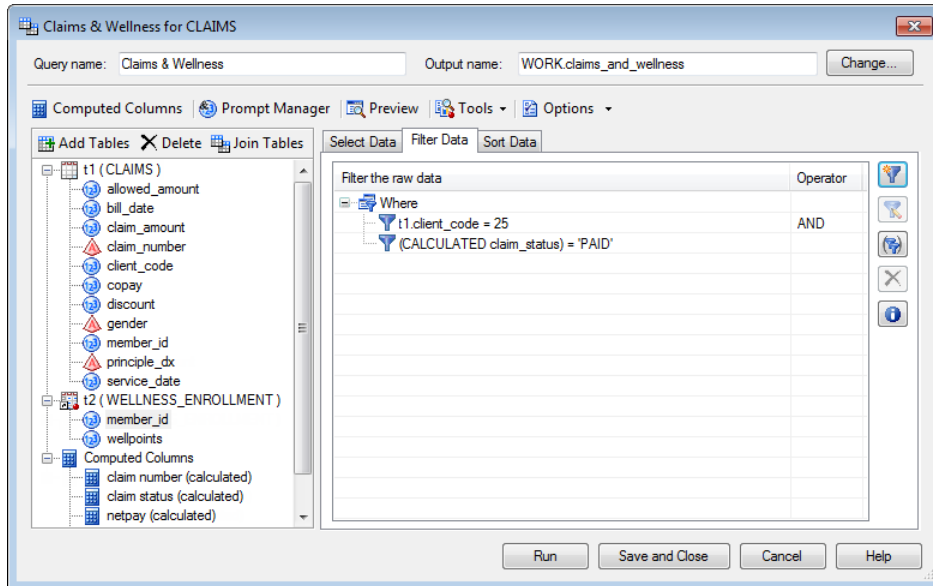 Claims & Wellness for CLAIMS
Query name: Claims & Wellness Output name: WORK.claims_and_wellness Change...
Computed Columns Prompt Manager Preview Tools Options
Add Tables Delete Join Tables Select Data Filter Data Sort Data
t1 (CLAIMS)
allowed_amount
bill_date
claim_amount
claim_number
client_code
copay
discount
gender
member_id
principle_dx
service_date
t2 (WELLNESS_ENROLLMENT)
member_id
wellpoints
Computed Columns
claim number (calculated)
claim status (calculated)
netpay (calculated)
Filter the raw data Operator
Where
t1.client_code = 25 AND
(CALCULATED claim_status) = 'PAID'
Run Save and Close Cancel Help